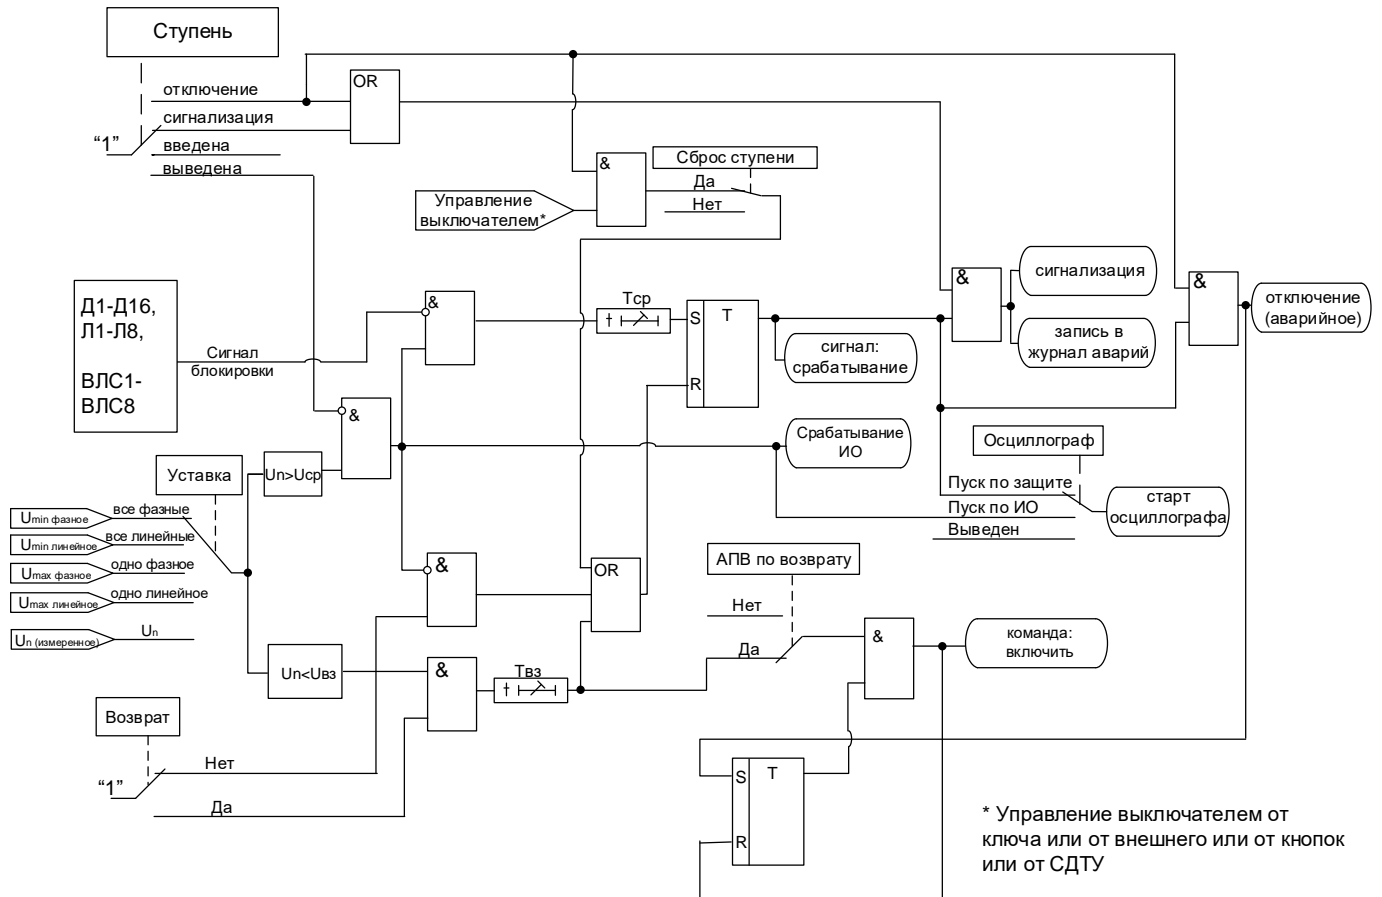 Ступень
отключение
OR
сигнализация
“1”
введена
выведена
&
Сброс ступени
Да
Нет
Управление
выключателем*
Д1-Д16,
Л1-Л8,
ВЛС1-
ВЛС8
Сигнал
блокировки
&
Tср
S T
R
сигнал:
срабатывание
&
сигнализация
запись в
журнал аварий
&
отключение
(аварийное)
&
Срабатывание
ИО
Осциллограф
Пуск по защите
Пуск по ИО
Выведен
старт
осциллографа
Уставка
Uп>Uср
Umin фазное
все фазные
Umin линейное
все линейные
Umax фазное
одно фазное
Umax линейное
одно линейное
Un (измеренное)
Un
&
OR
АПВ по возврату
Нет
Да
&
команда:
включить
Uп<Uвз
&
Tвз
Возврат
“1”
Нет
Да
S T
R
* Управление выключателем от
ключа или от внешнего или от кнопок
или от СДТУ